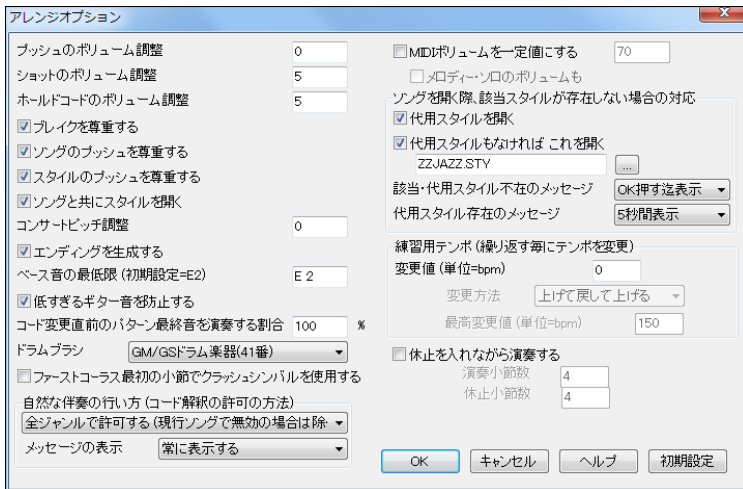 アレンジオプション
プッシュのボリューム調整 0
ショットのボリューム調整 5
ホールドコードのボリューム調整 5
ブレイクを尊重する
ソングのプッシュを尊重する
スタイルのプッシュを尊重する
ソングと共にスタイルを開く
コンサートピッチ調整 0
エンディングを生成する
ベース音の最低限 (初期設定=E2) E 2
低すぎるギター音を防止する
コード変更直前のパターン最終音を演奏する割合 100 %
ドラムブラシ GM/GSドラム楽器(41番)
ファーストコーラス最初の小節でクラッシュシンバルを使用する
自然な伴奏の行い方 (コード解釈の許可の方法)
全ジャンルで許可する (現行ソングで無効の場合は除
メッセージの表示 常に表示する
MIDIボリュームを一定値にする 70
メロディー・ソロのボリュームも
ソングを開く際、該当スタイルが存在しない場合の対応
代用スタイルを開く
代用スタイルもなければ これを開く
ZZJAZZ.STY ...
該当・代用スタイル不在のメッセージ OK押す迄表示
代用スタイル存在のメッセージ 5秒間表示
練習用テンポ (繰り返す毎にテンポを変更)
変更値 (単位=bpm) 0
変更方法 上げて戻して上げる
最高変更値 (単位=bpm) 150
休止を入れながら演奏する
演奏小節数 4
休止小節数 4
OK キャンセル ヘルプ 初期設定